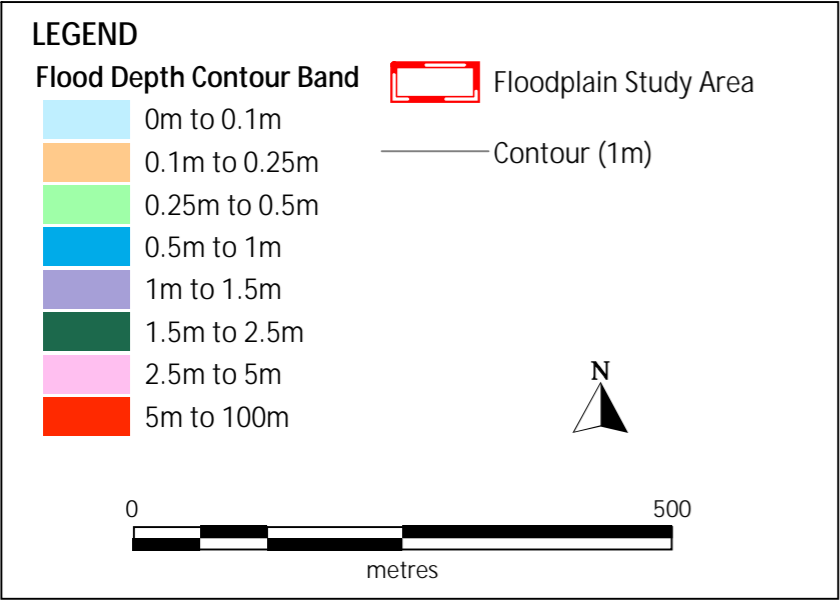 LEGEND
Flood Depth Contour Band
0m to 0.1m
0.1m to 0.25m
0.25m to 0.5m
0.5m to 1m
1m to 1.5m
1.5m to 2.5m
2.5m to 5m
5m to 100m
Floodplain Study Area
Contour (1m)
N
0 500
metres